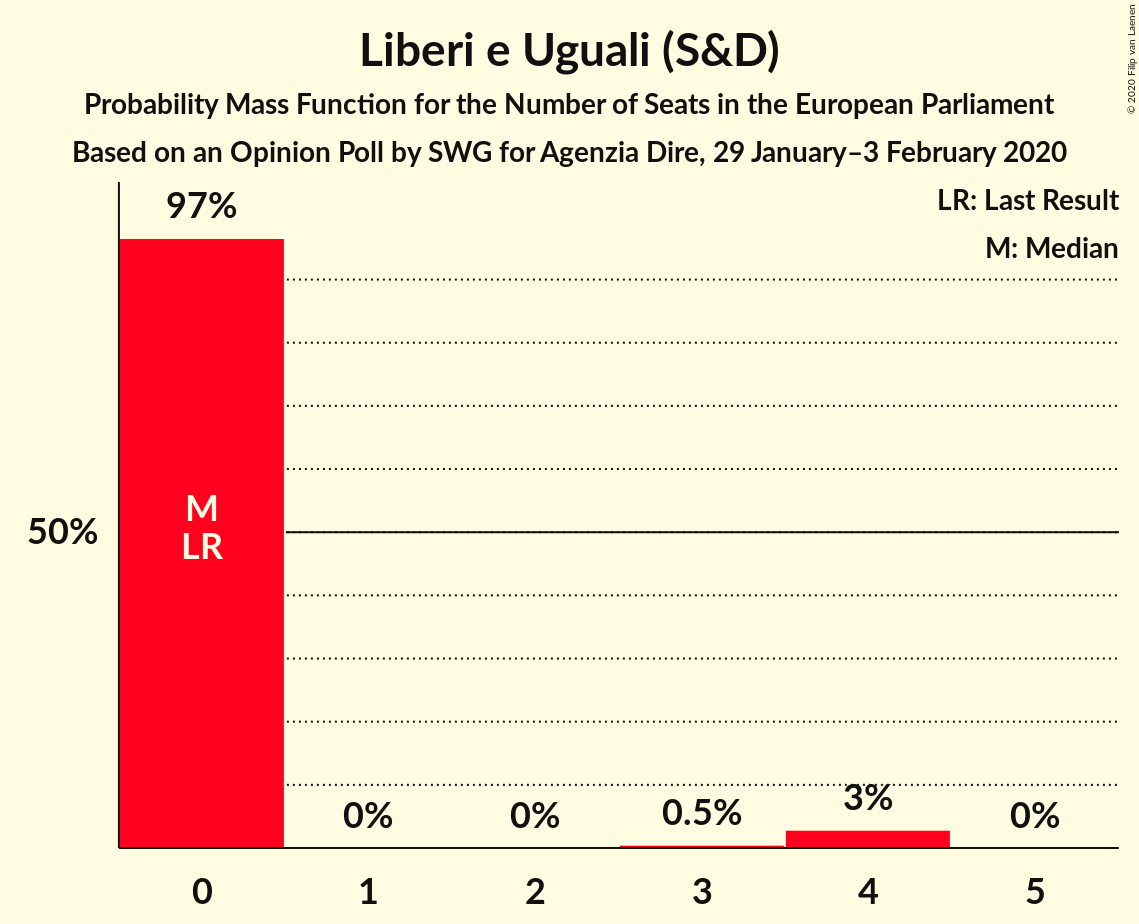 Liberi e Uguali (S&D)
Probability Mass Function for the Number of Seats in the European Parliament
Based on an Opinion Poll by SWG for Agenzia Dire, 29 January–3 February 2020
© 2020 Filip van Laenen
LR: Last Result
M: Median
97%
M
LR
50%
0%
0%
0.5%
3%
0%
0
1
2
3
4
5